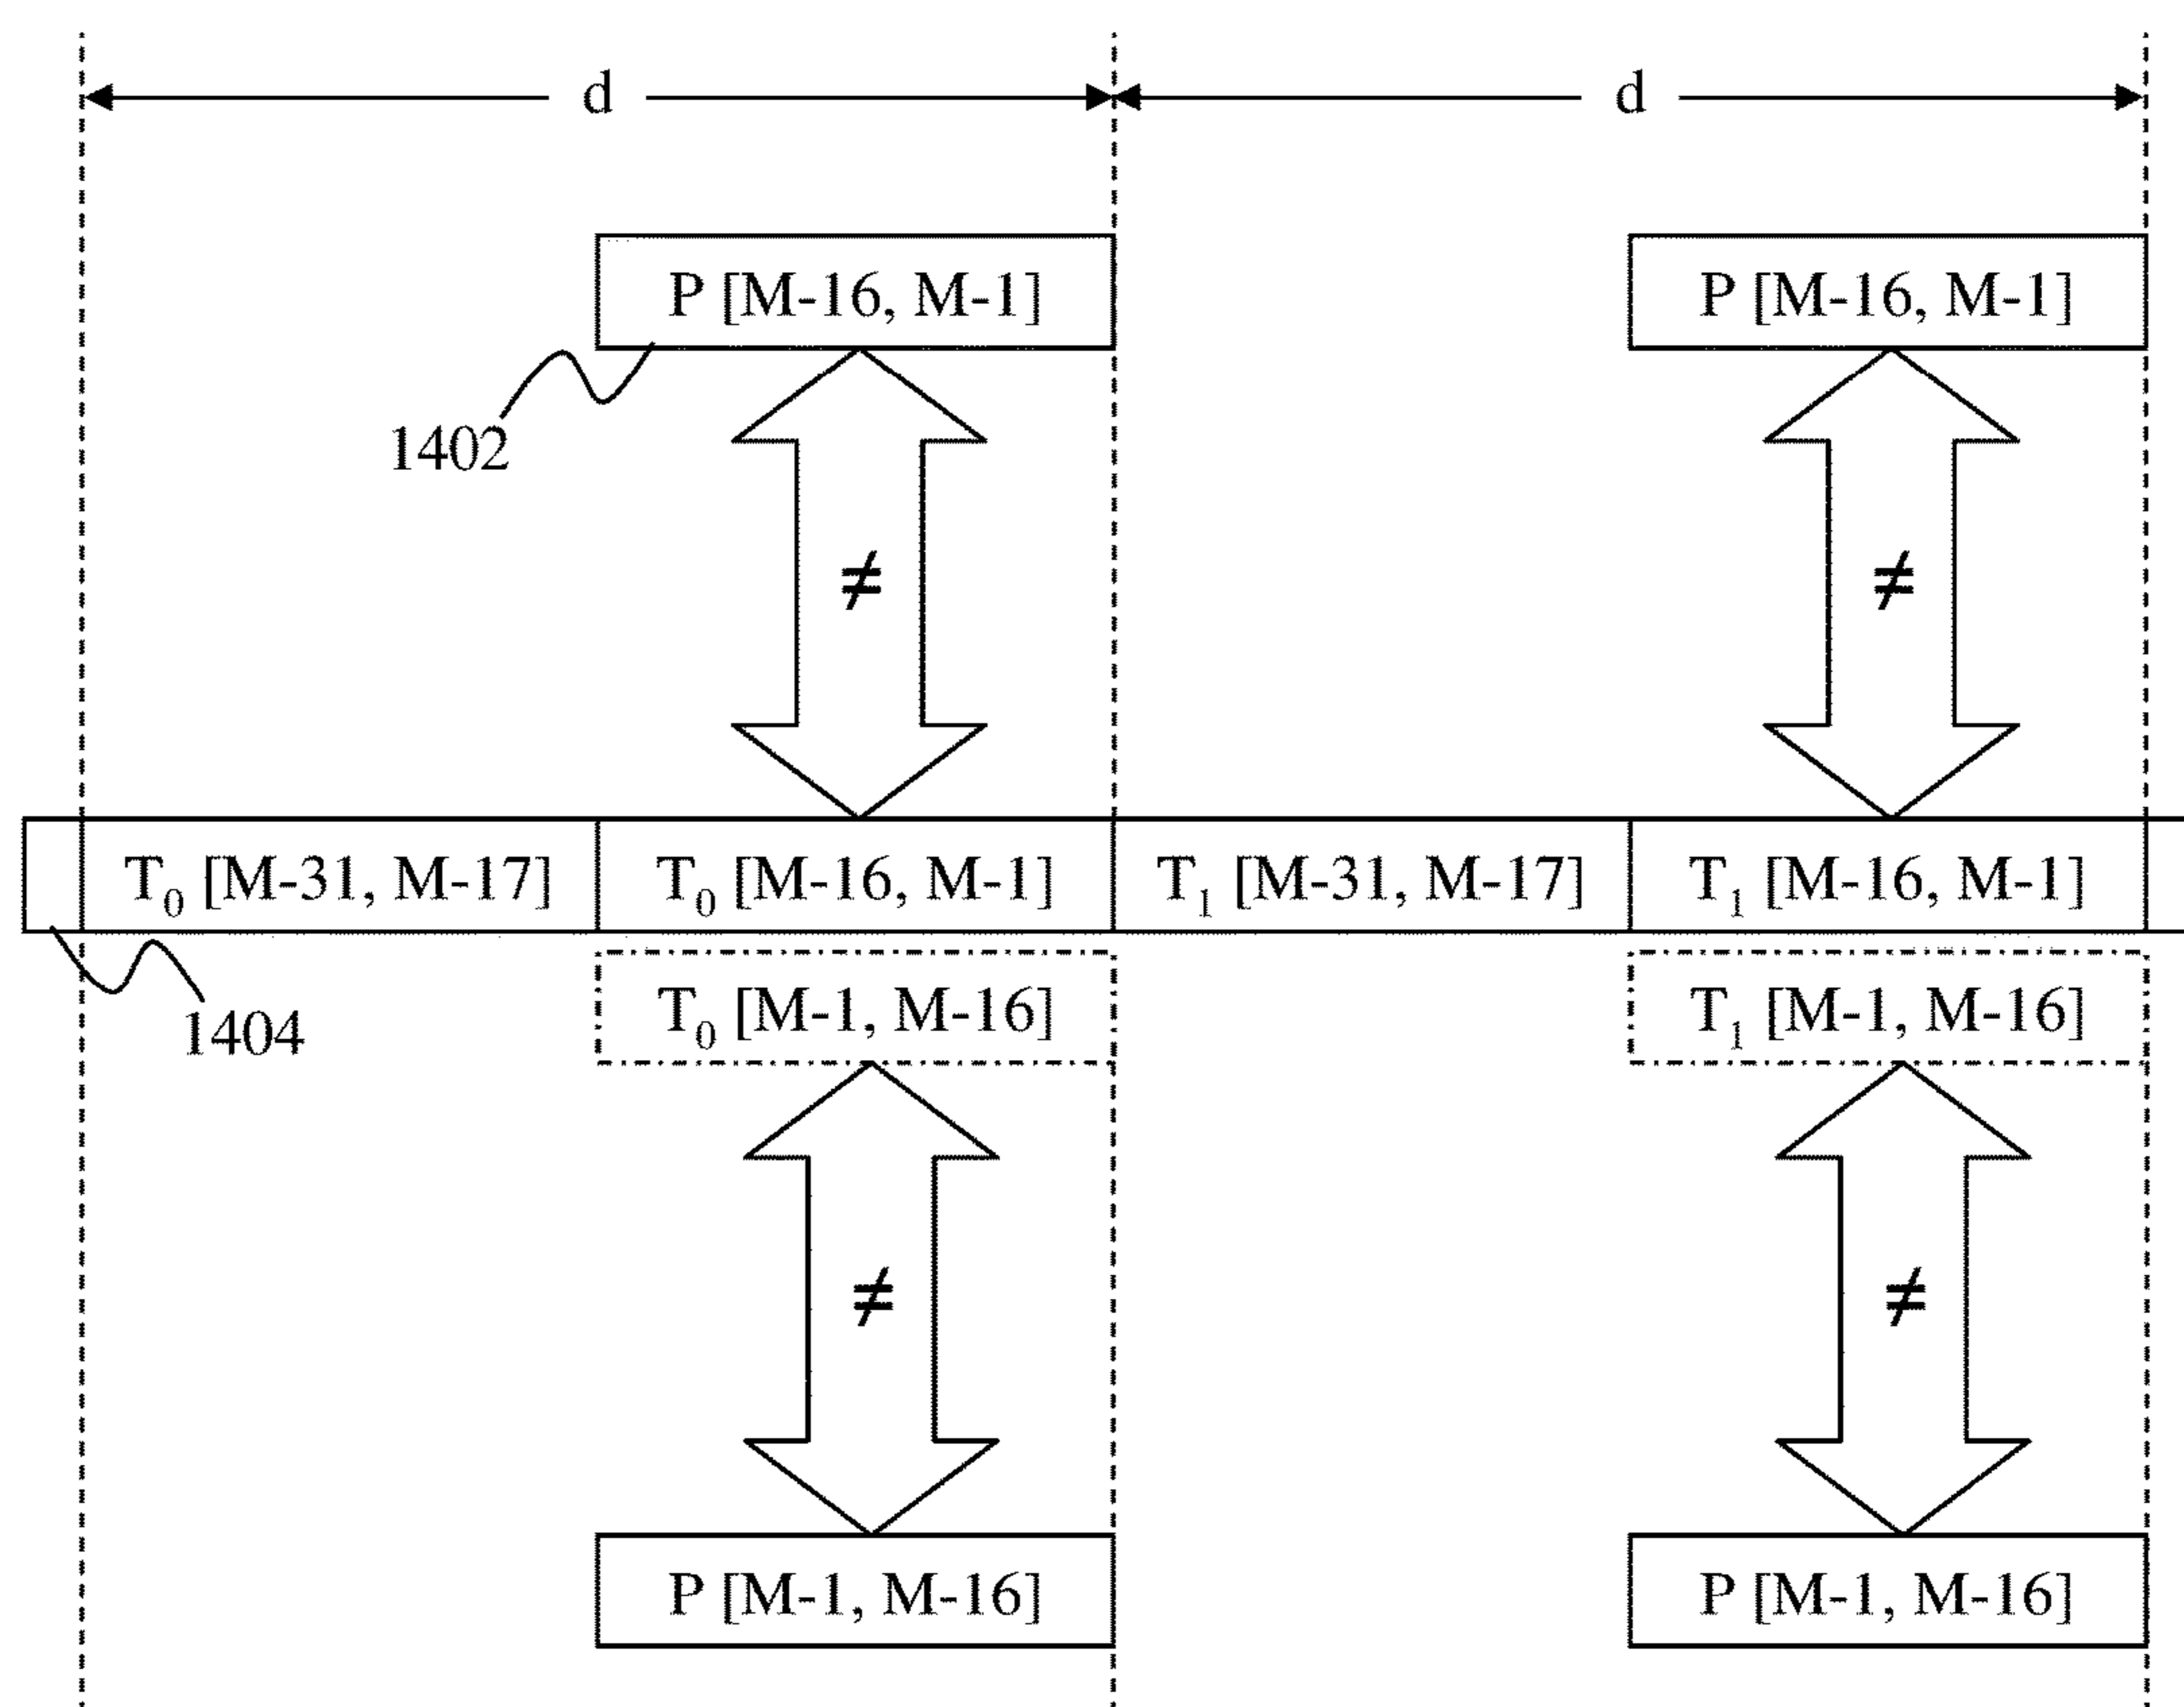 d d
P [M-16, M-1] P [M-16, M-1]
1402
≠ ≠
T₀ [M-31, M-17] T₀ [M-16, M-1] T₁ [M-31, M-17] T₁ [M-16, M-1]
T₀ [M-1, M-16] T₁ [M-1, M-16]
1404
≠ ≠
P [M-1, M-16] P [M-1, M-16]